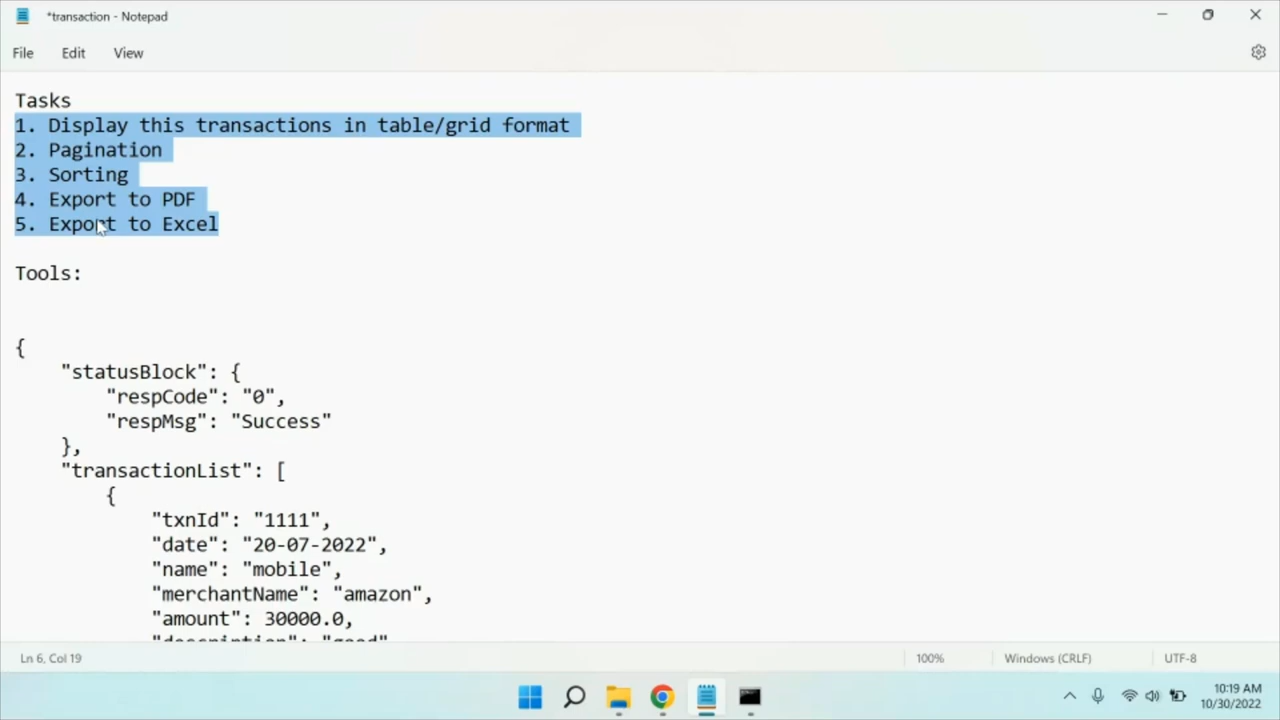 *transaction - Notepad
File Edit View
Tasks
1. Display this transactions in table/grid format
2. Pagination
3. Sorting
4. Export to PDF
5. Export to Excel
Tools:
{
"statusBlock": {
"respCode": "0",
"respMsg": "Success"
},
"transactionList": [
{
"txnId": "1111",
"date": "20-07-2022",
"name": "mobile",
"merchantName": "amazon",
"amount": 30000.0,
"description": "good"
Ln 6, Col 19 100% Windows (CRLF) UTF-8
10:19 AM
10/30/2022